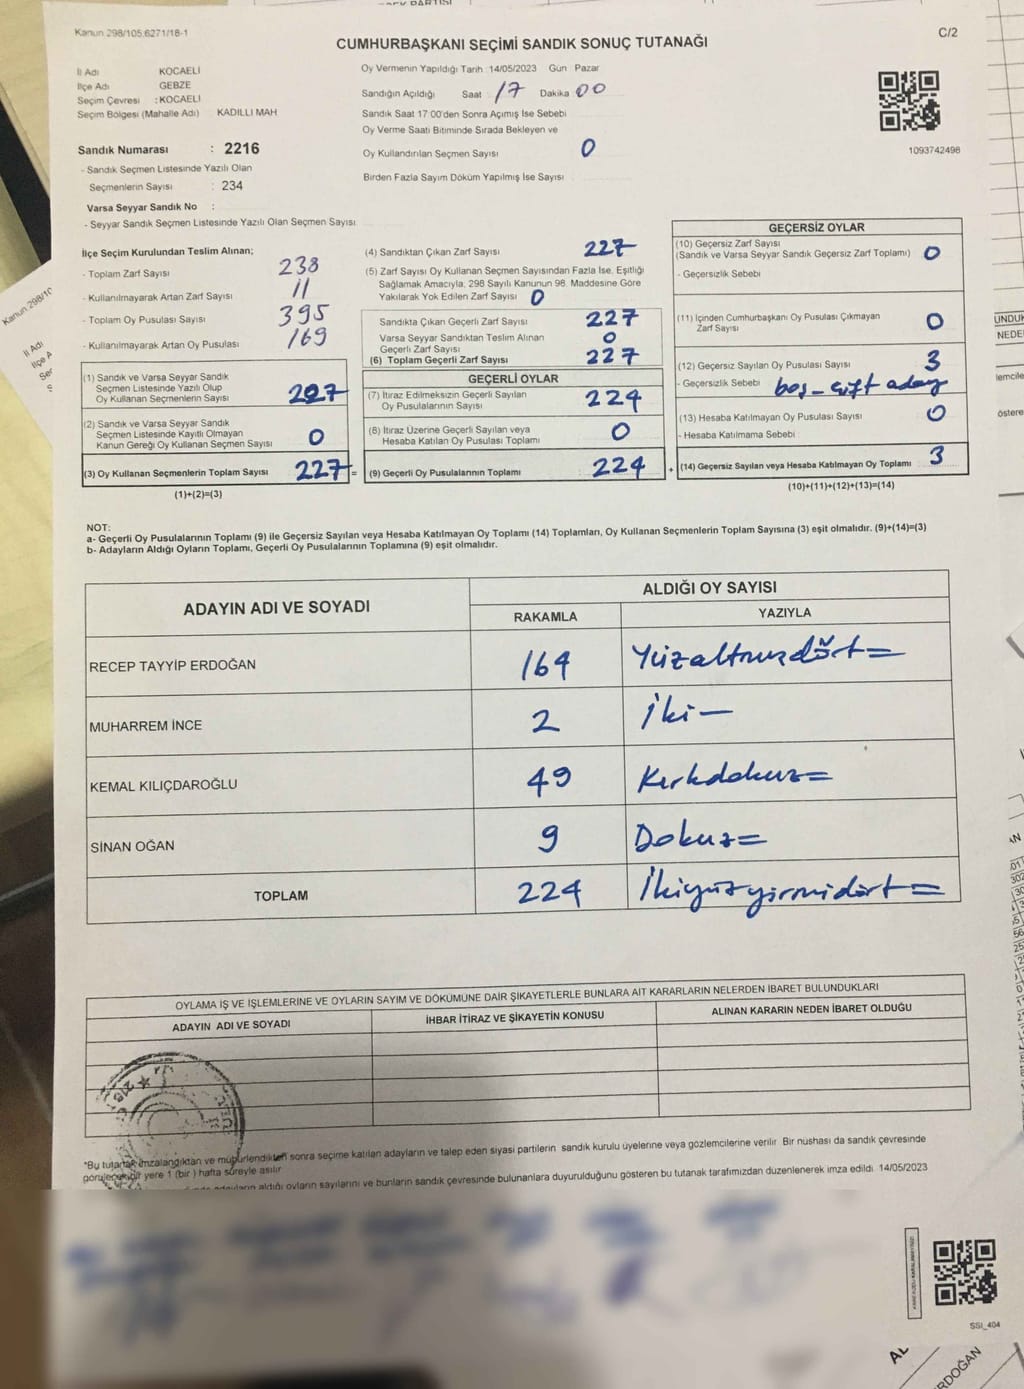 Kanun 298/105.6271/18-1
C/2
CUMHURBAŞKANI SEÇİMİ SANDIK SONUÇ TUTANAĞI
İl Adı KOCAELİ
İlçe Adı GEBZE
Seçim Çevresi : KOCAELİ
Seçim Bölgesi (Mahalle Adı) KADILLI MAH
Sandık Numarası : 2216
- Sandık Seçmen Listesinde Yazılı Olan
Seçmenlerin Sayısı : 234
Varsa Seyyar Sandık No :
- Seyyar Sandık Seçmen Listesinde Yazılı Olan Seçmen Sayısı
Oy Vermenin Yapıldığı Tarih :14/05/2023 Gün : Pazar
Sandığın Açıldığı Saat : 17 Dakika : 00
Sandık Saat 17:00'den Sonra Açımış İse Sebebi
Oy Verme Saati Bitiminde Sırada Bekleyen ve
Oy Kullandırılan Seçmen Sayısı 0
Birden Fazla Sayım Döküm Yapılmış İse Sayısı
1093742498
İlçe Seçim Kurulundan Teslim Alınan;
- Toplam Zarf Sayısı 238
- Kullanılmayarak Artan Zarf Sayısı 11
- Toplam Oy Pusulası Sayısı 395
- Kullanılmayarak Artan Oy Pusulası 169
(1) Sandık ve Varsa Seyyar Sandık
Seçmen Listesinde Yazılı Olup
Oy Kullanan Seçmenlerin Sayısı 227
(2) Sandık ve Varsa Seyyar Sandık
Seçmen Listesinde Kayıtlı Olmayan
Kanun Gereği Oy Kullanan Seçmen Sayısı 0
(3) Oy Kullanan Seçmenlerin Toplam Sayısı 227 =
(1)+(2)=(3)
(4) Sandıktan Çıkan Zarf Sayısı 227
(5) Zarf Sayısı Oy Kullanan Seçmen Sayısından Fazla İse, Eşitliği
Sağlamak Amacıyla, 298 Sayılı Kanunun 98. Maddesine Göre
Yakılarak Yok Edilen Zarf Sayısı 0
Sandıkta Çıkan Geçerli Zarf Sayısı 227
Varsa Seyyar Sandıktan Teslim Alınan
Geçerli Zarf Sayısı 0
(6) Toplam Geçerli Zarf Sayısı 227
GEÇERLİ OYLAR
(7) İtiraz Edilmeksizin Geçerli Sayılan
Oy Pusulalarının Sayısı 224
(8) İtiraz Üzerine Geçerli Sayılan veya
Hesaba Katılan Oy Pusulası Toplamı 0
(9) Geçerli Oy Pusulalarının Toplamı 224 +
GEÇERSİZ OYLAR
(10) Geçersiz Zarf Sayısı
(Sandık ve Varsa Seyyar Sandık Geçersiz Zarf Toplamı) 0
- Geçersizlik Sebebi
(11) İçinden Cumhurbaşkanı Oy Pusulası Çıkmayan
Zarf Sayısı 0
(12) Geçersiz Sayılan Oy Pusulası Sayısı 3
- Geçersizlik Sebebi boş - çift aday
(13) Hesaba Katılmayan Oy Pusulası Sayısı 0
- Hesaba Katılmama Sebebi
(14) Geçersiz Sayılan veya Hesaba Katılmayan Oy Toplamı 3
(10)+(11)+(12)+(13)=(14)
NOT:
a- Geçerli Oy Pusulalarının Toplamı (9) ile Geçersiz Sayılan veya Hesaba Katılmayan Oy Toplamı (14) Toplamları, Oy Kullanan Seçmenlerin Toplam Sayısına (3) eşit olmalıdır. (9)+(14)=(3)
b- Adayların Aldığı Oyların Toplamı, Geçerli Oy Pusulalarının Toplamına (9) eşit olmalıdır.
ADAYIN ADI VE SOYADI ALDIĞI OY SAYISI
RAKAMLA YAZIYLA
RECEP TAYYİP ERDOĞAN 164 Yüzaltmışdört =
MUHARREM İNCE 2 İki -
KEMAL KILIÇDAROĞLU 49 Kırkdokuz =
SİNAN OĞAN 9 Dokuz =
TOPLAM 224 İkiyüzyirmidört =
OYLAMA İŞ VE İŞLEMLERİNE VE OYLARIN SAYIM VE DÖKÜMÜNE DAİR ŞİKAYETLERLE BUNLARA AİT KARARLARIN NELERDEN İBARET BULUNDUKLARI
ADAYIN ADI VE SOYADI İHBAR İTİRAZ VE ŞİKAYETİN KONUSU ALINAN KARARIN NEDEN İBARET OLDUĞU
*Bu tutanak imzalandıktan ve mühürlendikten sonra seçime katılan adayların ve talep eden siyasi partilerin sandık kurulu üyelerine veya gözlemcilerine verilir. Bir nüshası da sandık çevresinde
görülecek bir yere 1 (bir) hafta süreyle asılır
adayların aldığı oyların sayılarını ve bunların sandık çevresinde bulunanlara duyurulduğunu gösteren bu tutanak tarafımızdan düzenlenerek imza edildi. 14/05/2023
SSI_404